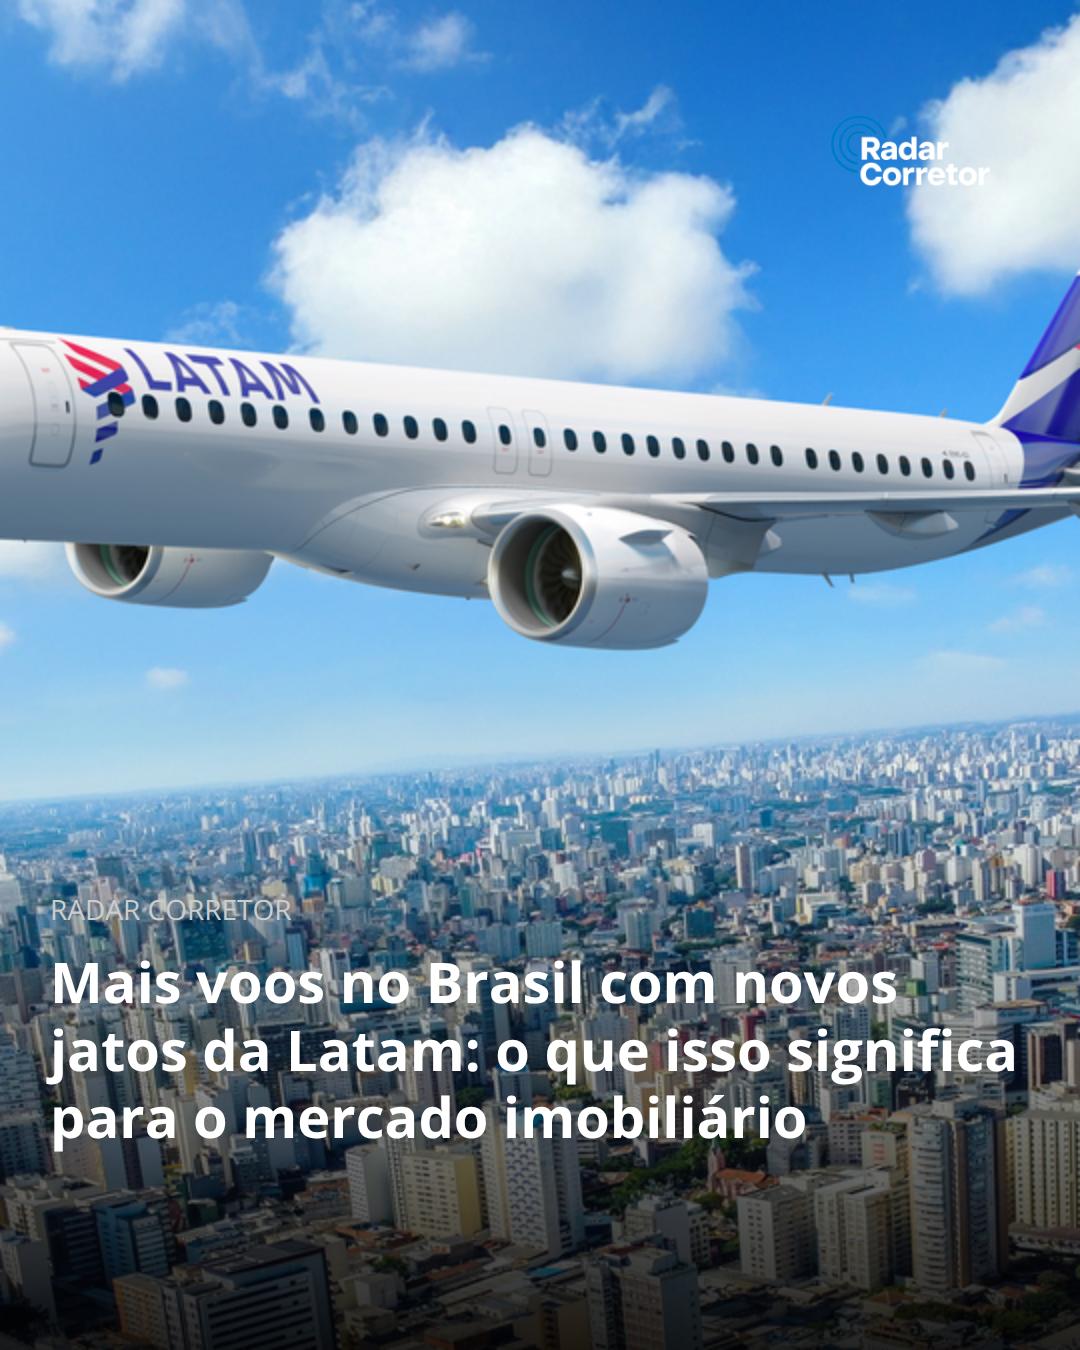 Radar
Corretor
LATAM
RADAR CORRETOR
Mais voos no Brasil com novos
jatos da Latam: o que isso significa
para o mercado imobiliário